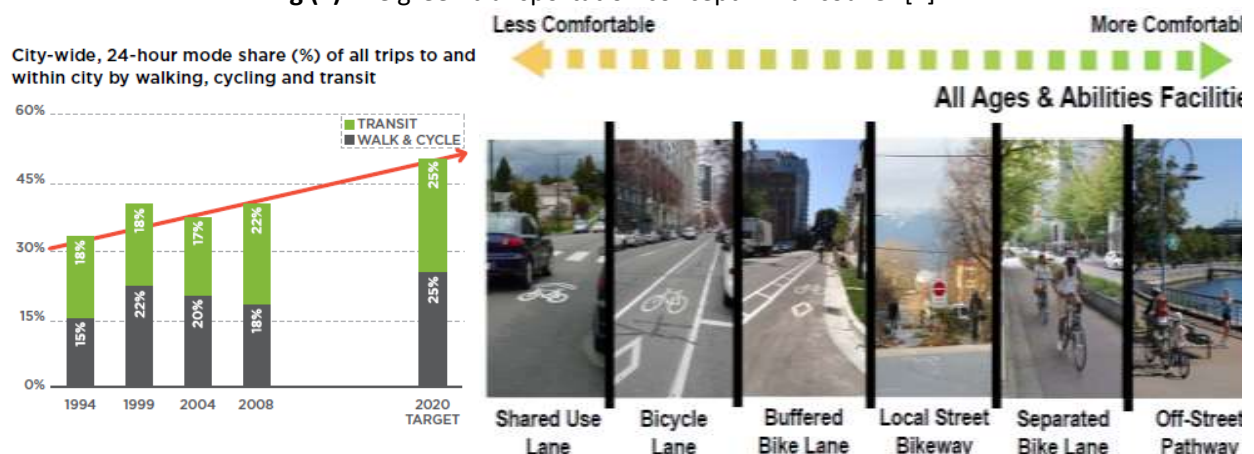 City-wide, 24-hour mode share (%) of all trips to and
within city by walking, cycling and transit
60%
45%
30%
15%
0%
TRANSIT
WALK & CYCLE
18%
15%
18%
22%
17%
20%
22%
18%
25%
25%
1994
1999
2004
2008
2020
TARGET
Less Comfortable
More Comfortabl
All Ages & Abilities Facilitie
Shared Use
Lane
Bicycle
Lane
Buffered
Bike Lane
Local Street
Bikeway
Separated
Bike Lane
Off-Street
Pathway